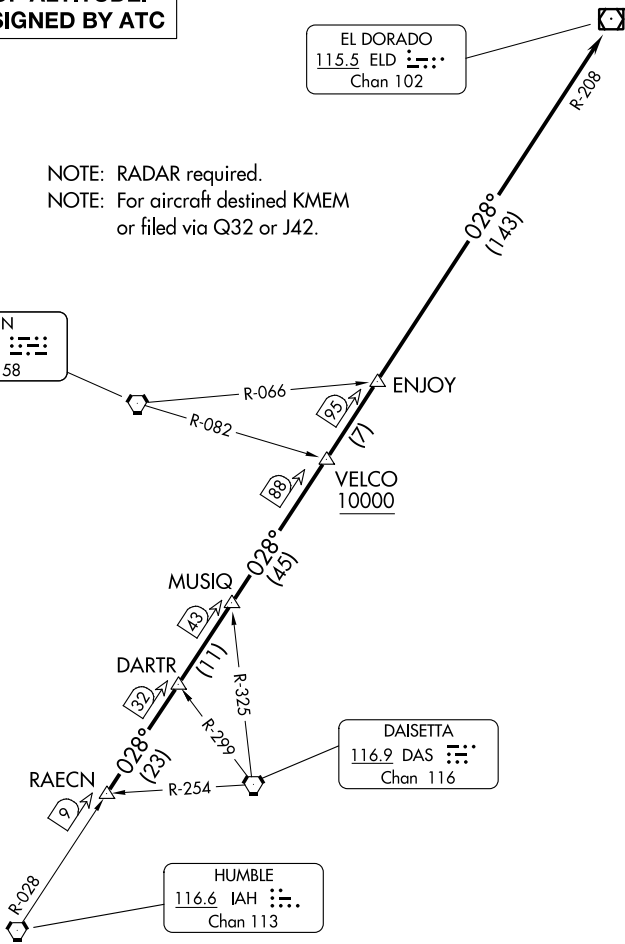 SIGNED BY ATC
EL DORADO
115.5 ELD
Chan 102
R-208
NOTE: RADAR required.
NOTE: For aircraft destined KMEM
or filed via Q32 or J42.
028°
(143)
N
58
R-066
ENJOY
95
(7)
R-082
VELCO
10000
88
028°
(45)
MUSIQ
43
(11)
R-325
DARTR
32
R-299
028°
(23)
DAISETTA
116.9 DAS
Chan 116
RAECN
R-254
9
R-028
HUMBLE
116.6 IAH
Chan 113